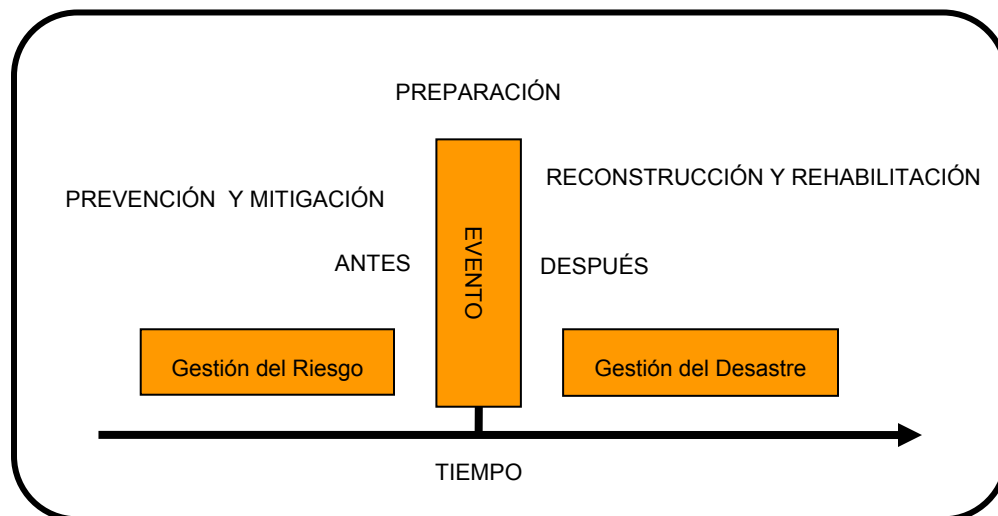 PREPARACIÓN
RECONSTRUCCIÓN Y REHABILITACIÓN
PREVENCIÓN Y MITIGACIÓN
EVENTO
ANTES
DESPUÉS
Gestión del Riesgo
Gestión del Desastre
TIEMPO